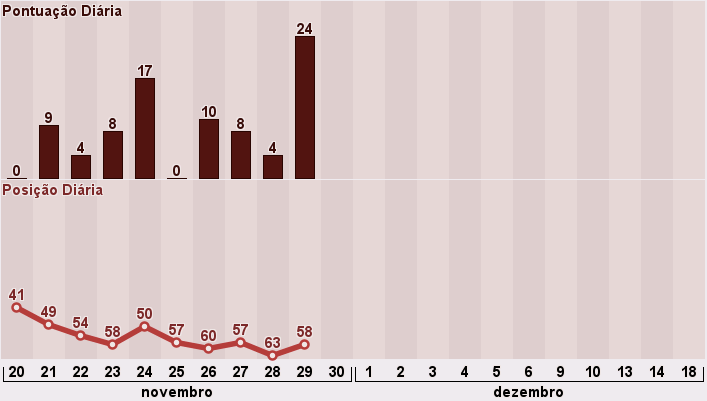 Pontuação Diária
0 9 4 8 17 0 10 8 4 24
Posição Diária
41 49 54 58 50 57 60 57 63 58
20 21 22 23 24 25 26 27 28 29 30 1 2 3 4 5 6 9 10 13 14 18
novembro dezembro